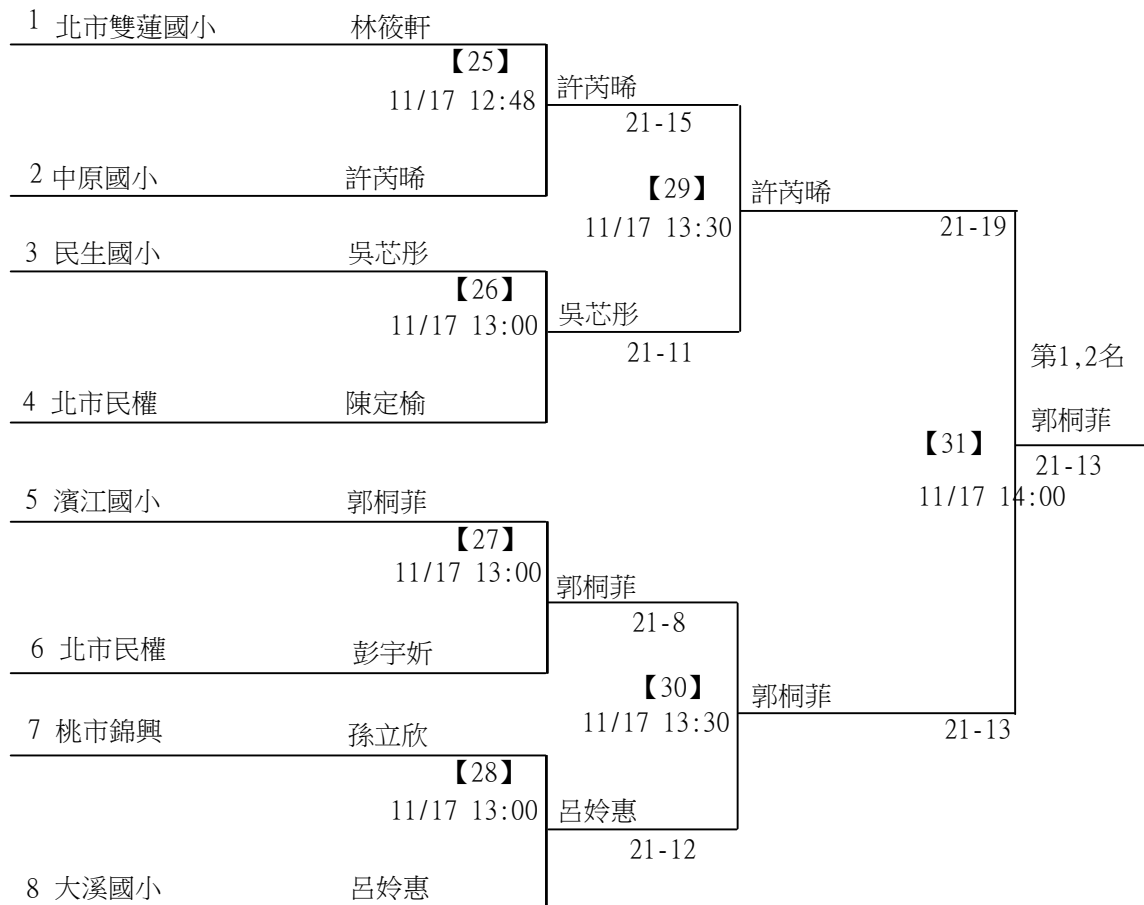 1 北市雙蓮國小 林筱軒
【25】
11/17 12:48
許芮晞
21-15
2 中原國小 許芮晞
【29】
11/17 13:30
許芮晞
21-19
3 民生國小 吳芯彤
【26】
11/17 13:00
吳芯彤
21-11
4 北市民權 陳定榆
第1,2名
【31】
11/17 14:00
郭桐菲
21-13
5 濱江國小 郭桐菲
【27】
11/17 13:00
郭桐菲
21-8
6 北市民權 彭宇妡
【30】
11/17 13:30
郭桐菲
21-13
7 桃市錦興 孫立欣
【28】
11/17 13:00
呂姈惠
21-12
8 大溪國小 呂姈惠